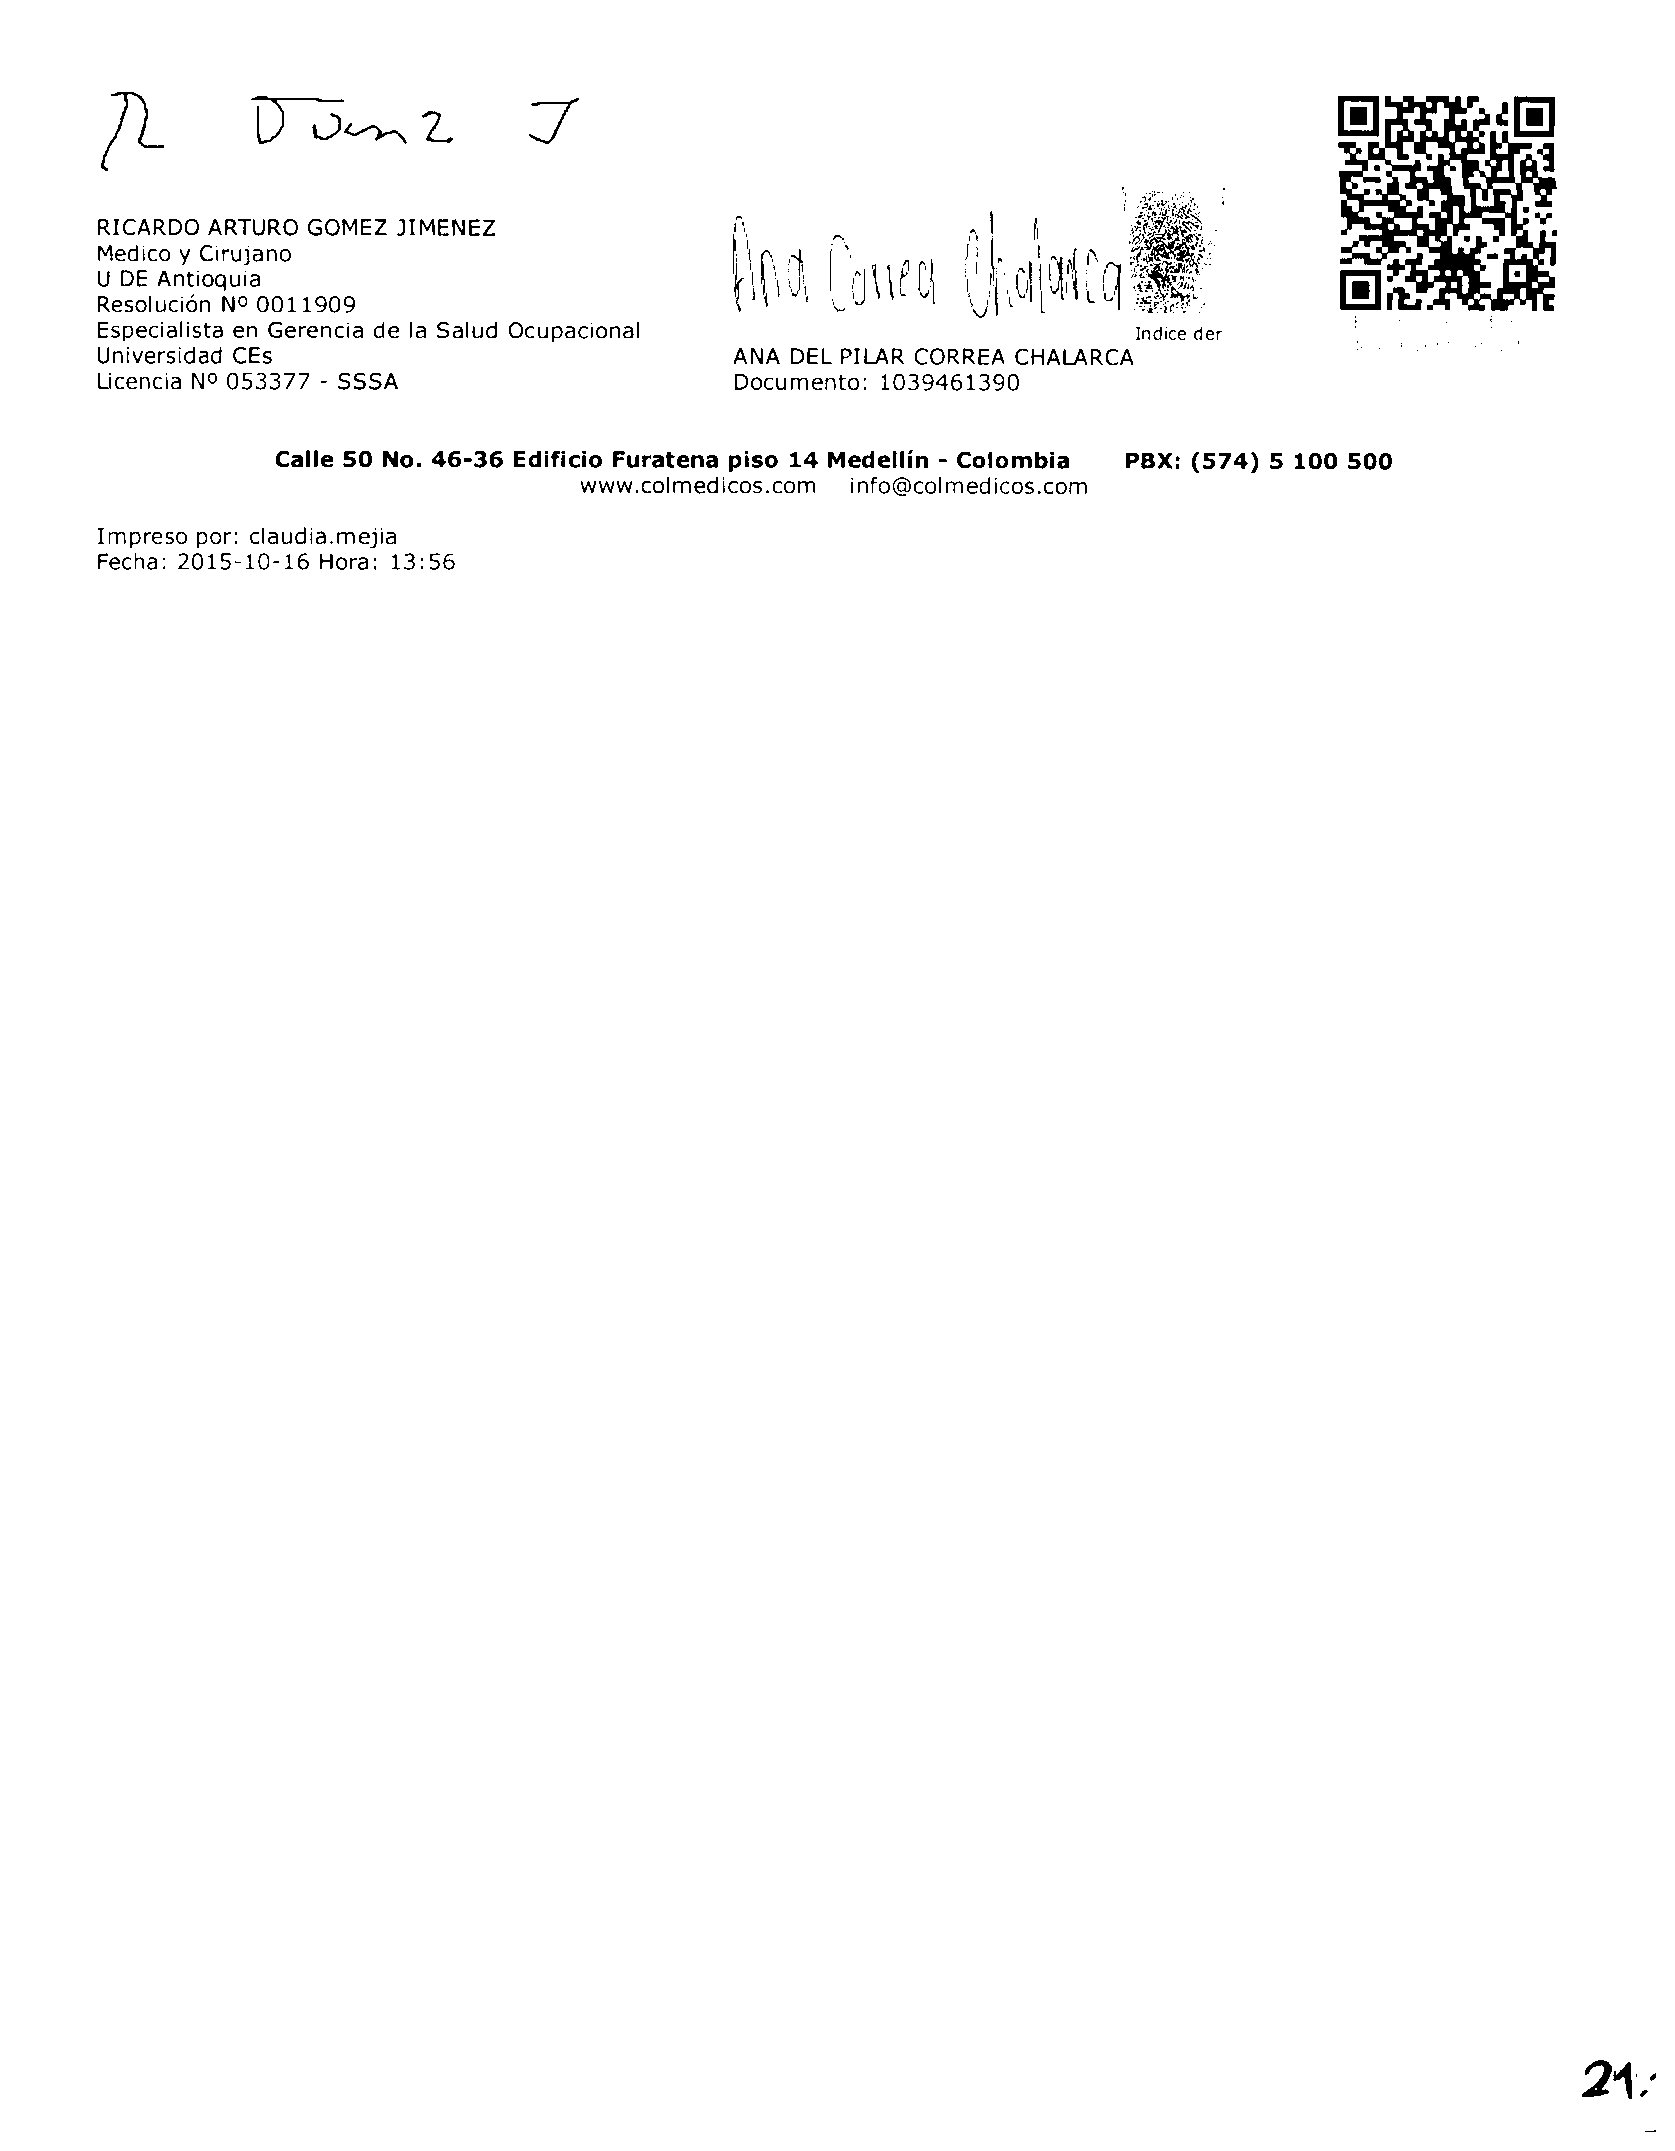 RICARDO ARTURO GOMEZ JIMENEZ
Medico y Cirujano
U DE Antioquia
Resolución Nº 0011909
Especialista en Gerencia de la Salud Ocupacional
Universidad CEs
Licencia Nº 053377 - SSSA
Ana Correa Chalarca
Indice der
ANA DEL PILAR CORREA CHALARCA
Documento: 1039461390
Calle 50 No. 46-36 Edificio Furatena piso 14 Medellín - Colombia PBX: (574) 5 100 500
www.colmedicos.com info@colmedicos.com
Impreso por: claudia.mejia
Fecha: 2015-10-16 Hora: 13:56
21.